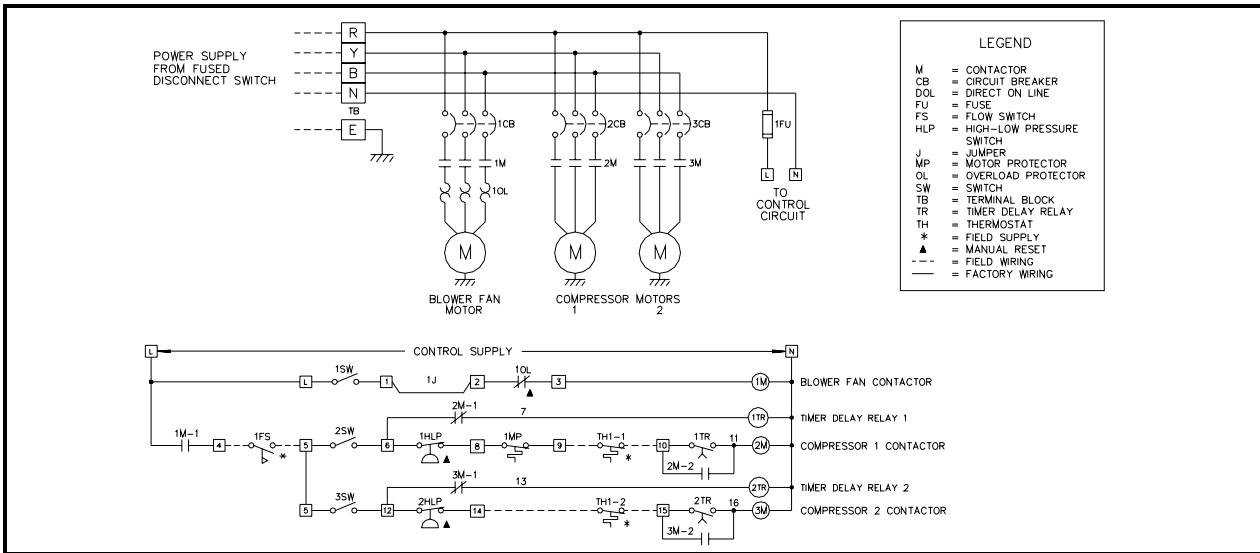 POWER SUPPLY
FROM FUSED
DISCONNECT SWITCH
R
Y
B
N
TB
E
1CB
2CB
3CB
1M
2M
3M
1OL
1FU
L
N
TO
CONTROL
CIRCUIT
M
M
M
BLOWER FAN
MOTOR
COMPRESSOR MOTORS
1 2
LEGEND
M = CONTACTOR
CB = CIRCUIT BREAKER
DOL = DIRECT ON LINE
FU = FUSE
FS = FLOW SWITCH
HLP = HIGH-LOW PRESSURE
SWITCH
J = JUMPER
MP = MOTOR PROTECTOR
OL = OVERLOAD PROTECTOR
SW = SWITCH
TB = TERMINAL BLOCK
TR = TIMER DELAY RELAY
TH = THERMOSTAT
* = FIELD SUPPLY
▲ = MANUAL RESET
--- = FIELD WIRING
— = FACTORY WIRING
L CONTROL SUPPLY N
L 1SW 1 1J 2 1OL 3 1M BLOWER FAN CONTACTOR
2M-1 7 1TR TIMER DELAY RELAY 1
1M-1 4 1FS * 5 2SW 6 1HLP 8 1MP 9 TH1-1 * 10 1TR 11 2M COMPRESSOR 1 CONTACTOR
2M-2
3M-1 13 2TR TIMER DELAY RELAY 2
5 3SW 12 2HLP 14 TH1-2 * 15 2TR 16 3M COMPRESSOR 2 CONTACTOR
3M-2